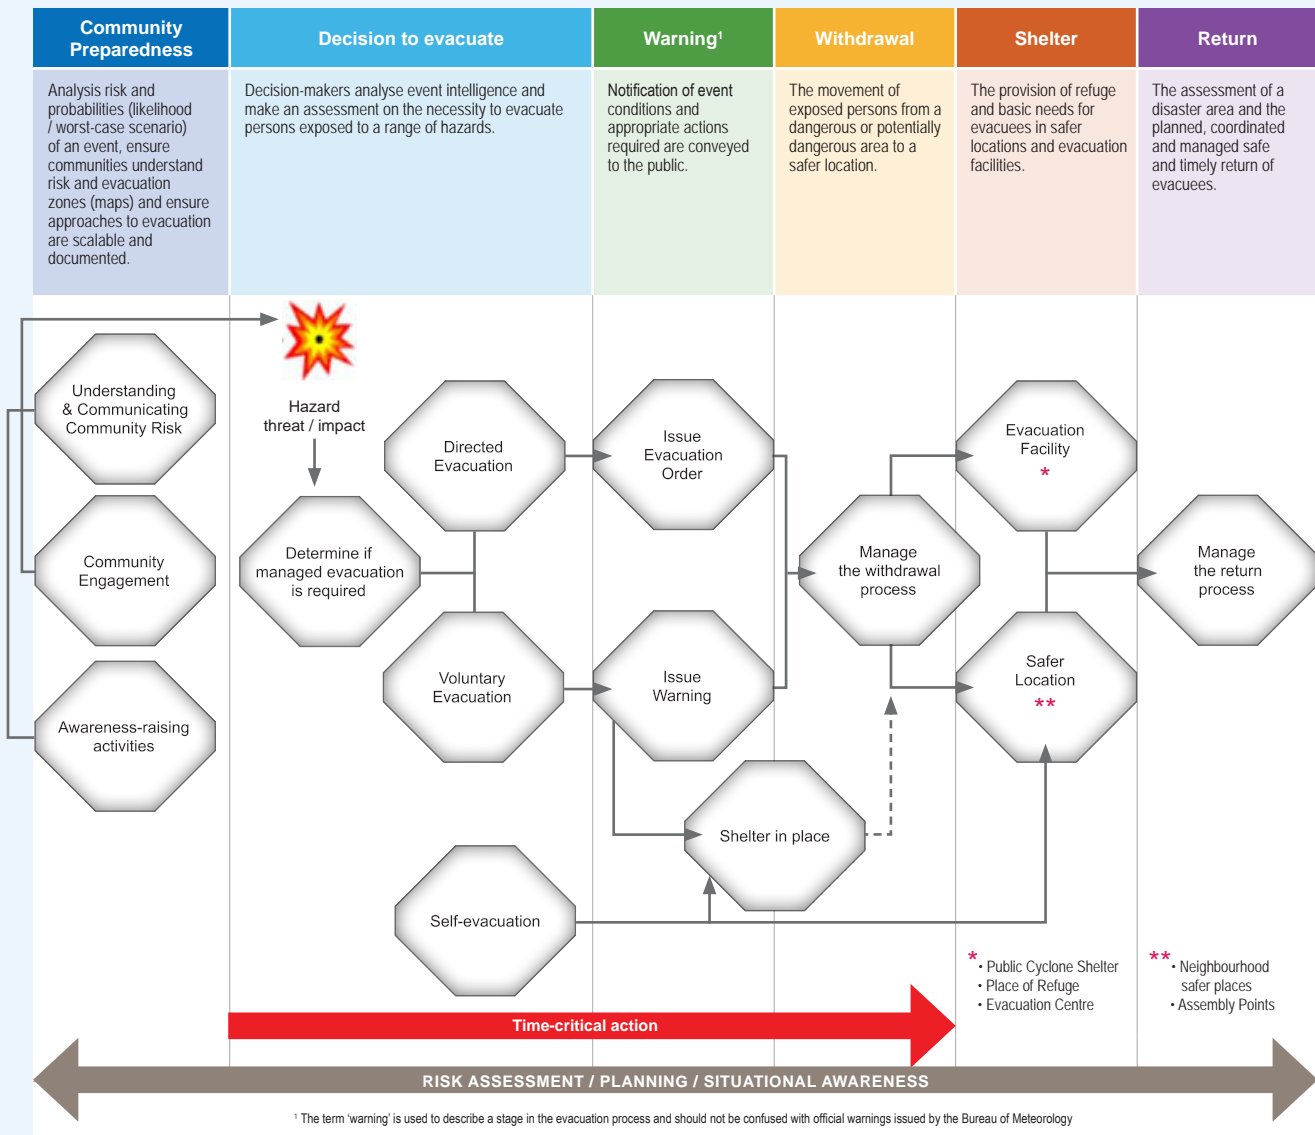 Community
Preparedness
Decision to evacuate
Warning¹
Withdrawal
Shelter
Return
Analysis risk and
probabilities (likelihood
/ worst-case scenario)
of an event, ensure
communities understand
risk and evacuation
zones (maps) and ensure
approaches to evacuation
are scalable and
documented.
Decision-makers analyse event intelligence and
make an assessment on the necessity to evacuate
persons exposed to a range of hazards.
Notification of event
conditions and
appropriate actions
required are conveyed
to the public.
The movement of
exposed persons from a
dangerous or potentially
dangerous area to a
safer location.
The provision of refuge
and basic needs for
evacuees in safer
locations and evacuation
facilities.
The assessment of a
disaster area and the
planned, coordinated
and managed safe
and timely return of
evacuees.
Understanding
& Communicating
Community Risk
Community
Engagement
Awareness-raising
activities
Hazard
threat / impact
Determine if
managed evacuation
is required
Directed
Evacuation
Voluntary
Evacuation
Self-evacuation
Issue
Evacuation
Order
Issue
Warning
Shelter in place
Manage
the withdrawal
process
Evacuation
Facility
*
Safer
Location
**
Manage
the return
process
* • Public Cyclone Shelter
• Place of Refuge
• Evacuation Centre
** • Neighbourhood
safer places
• Assembly Points
Time-critical action
RISK ASSESSMENT / PLANNING / SITUATIONAL AWARENESS
¹ The term 'warning' is used to describe a stage in the evacuation process and should not be confused with official warnings issued by the Bureau of Meteorology